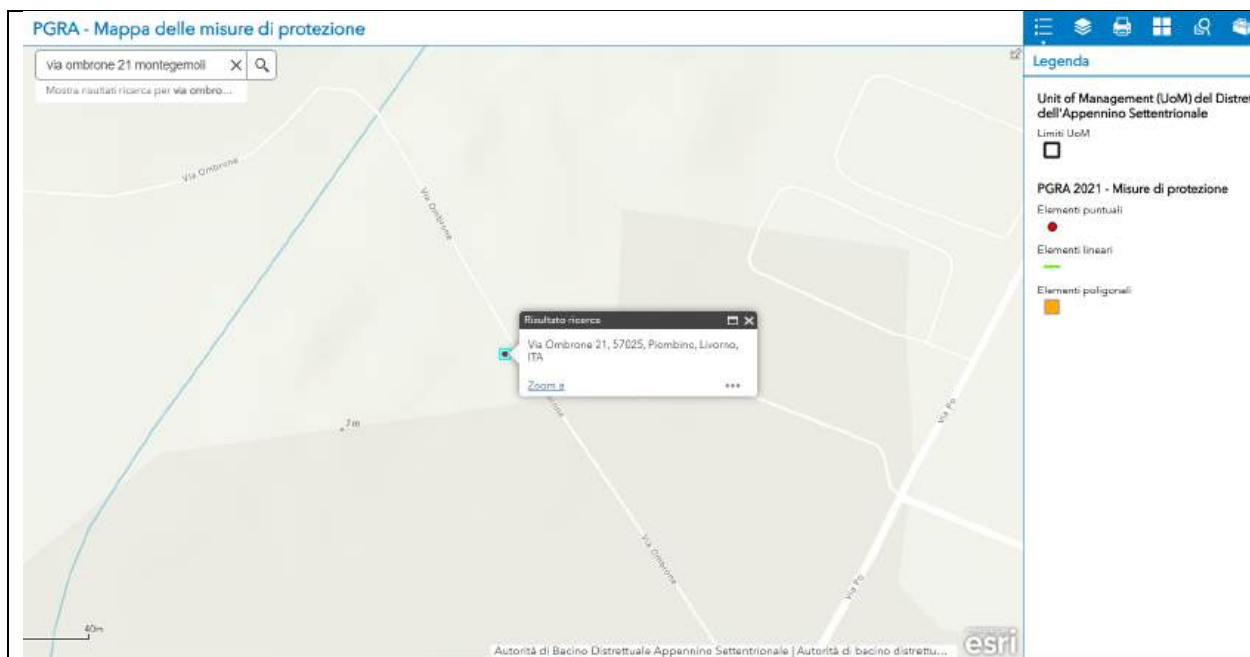 PGRA - Mappa delle misure di protezione
via ombrone 21 montegemoli
Mostra risultati ricerca per via ombro...
Legenda
Unit of Management (UoM) del Distret
dell'Appennino Settentrionale
Limiti UoM
PGRA 2021 - Misure di protezione
Elementi puntuali
Elementi lineari
Elementi poligonali
Via Ombrone
Via Ombrone
Risultato ricerca
Via Ombrone 21, 57025, Piombino, Livorno,
ITA
Zoom a
7 m
Via Po
Via Ombrone
Via Po
40m
Autorità di Bacino Distrettuale Appennino Settentrionale | Autorità di bacino distrettu...
esri